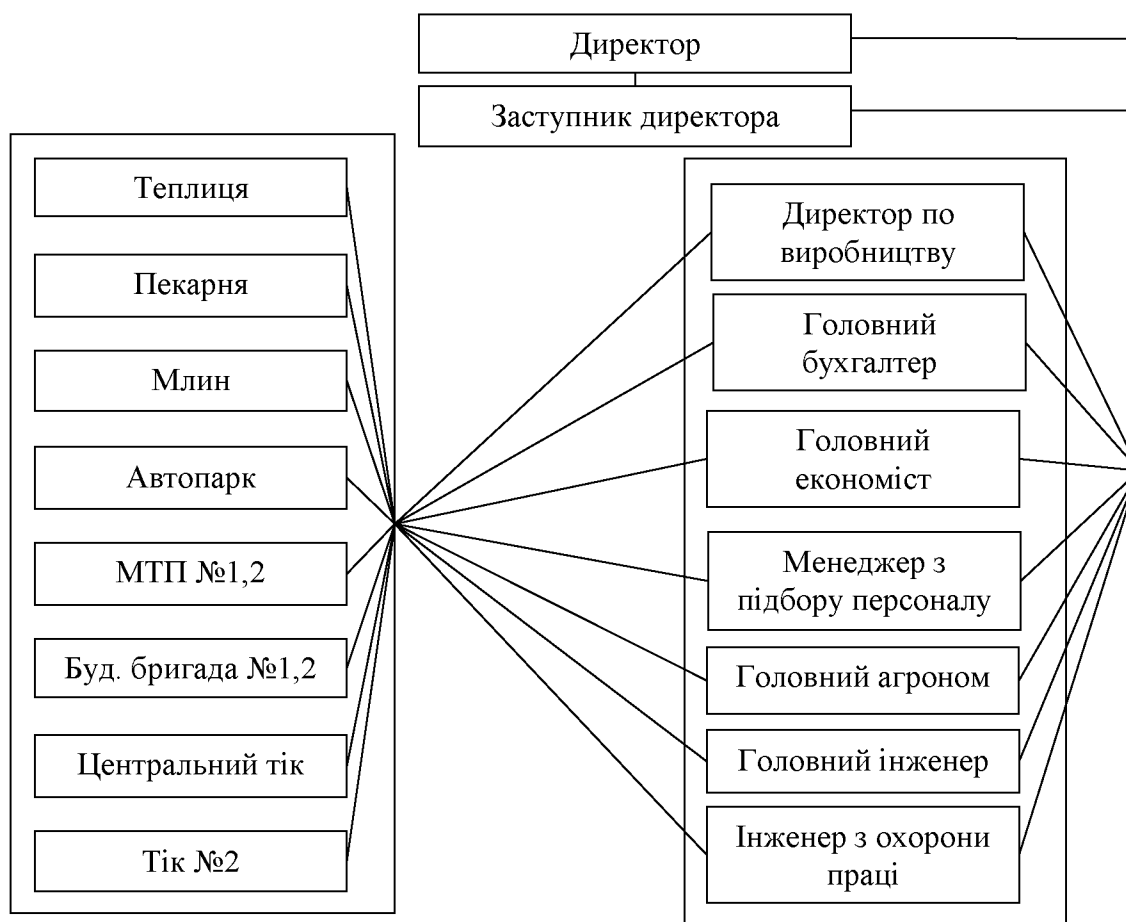 Директор
Заступник директора
Теплиця
Пекарня
Млин
Автопарк
МТП №1,2
Буд. бригада №1,2
Центральний тік
Тік №2
Директор по
виробництву
Головний
бухгалтер
Головний
економіст
Менеджер з
підбору персоналу
Головний агроном
Головний інженер
Інженер з охорони
праці